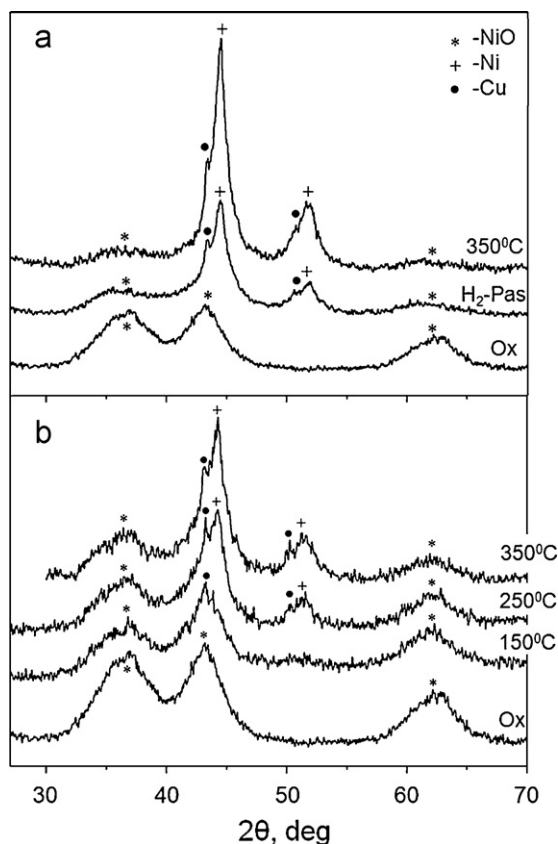 a
* -NiO
+ -Ni
● -Cu
350⁰C
H₂-Pas
Ox
b
350⁰C
250⁰C
150⁰C
Ox
30 40 50 60 70
2θ, deg